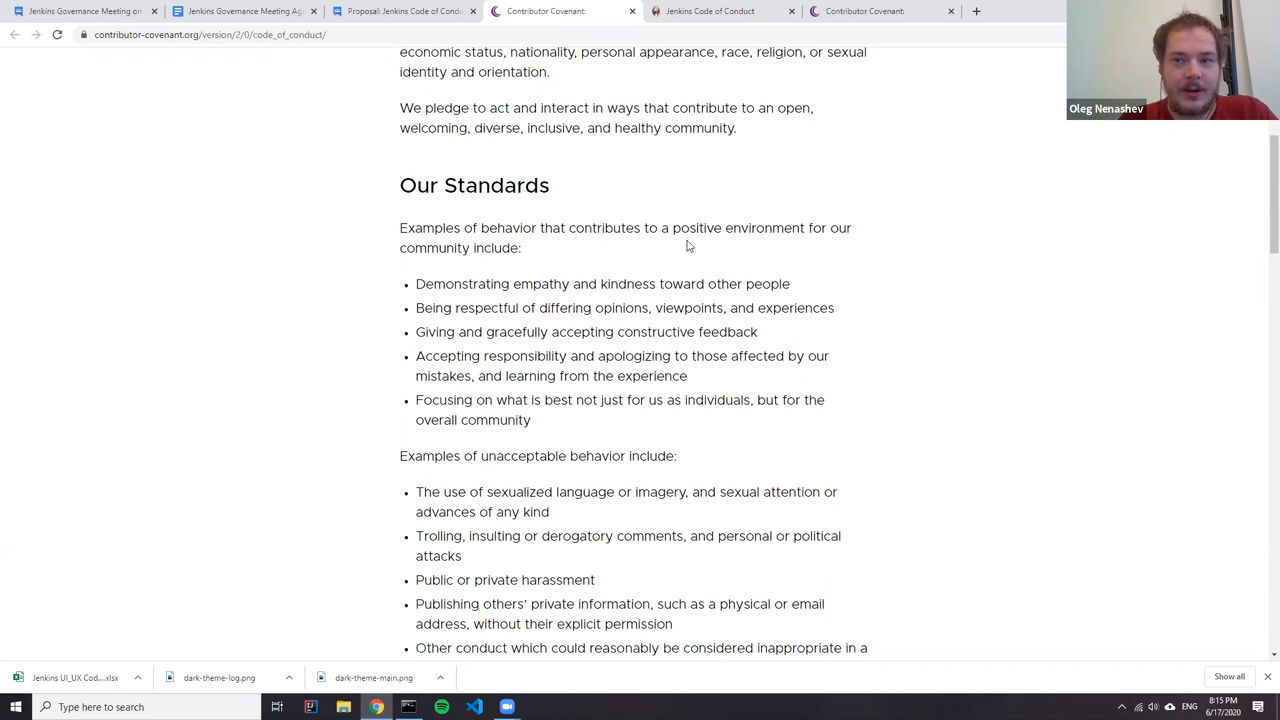 Jenkins Governance Meeting on
Jenkins Governance Meeting Ag
Proposal: Jenkins Code of Condu
Contributor Covenant:
Jenkins Code of Conduct
Contributor Covenant:
contributor-covenant.org/version/2/0/code_of_conduct/
economic status, nationality, personal appearance, race, religion, or sexual
identity and orientation.
We pledge to act and interact in ways that contribute to an open,
welcoming, diverse, inclusive, and healthy community.
Oleg Nenashev
Our Standards
Examples of behavior that contributes to a positive environment for our
community include:
• Demonstrating empathy and kindness toward other people
• Being respectful of differing opinions, viewpoints, and experiences
• Giving and gracefully accepting constructive feedback
• Accepting responsibility and apologizing to those affected by our
mistakes, and learning from the experience
• Focusing on what is best not just for us as individuals, but for the
overall community
Examples of unacceptable behavior include:
• The use of sexualized language or imagery, and sexual attention or
advances of any kind
• Trolling, insulting or derogatory comments, and personal or political
attacks
• Public or private harassment
• Publishing others' private information, such as a physical or email
address, without their explicit permission
• Other conduct which could reasonably be considered inappropriate in a
Jenkins UI_UX Cod....xlsx
dark-theme-log.png
dark-theme-main.png
Show all
Type here to search
8:15 PM
6/17/2020